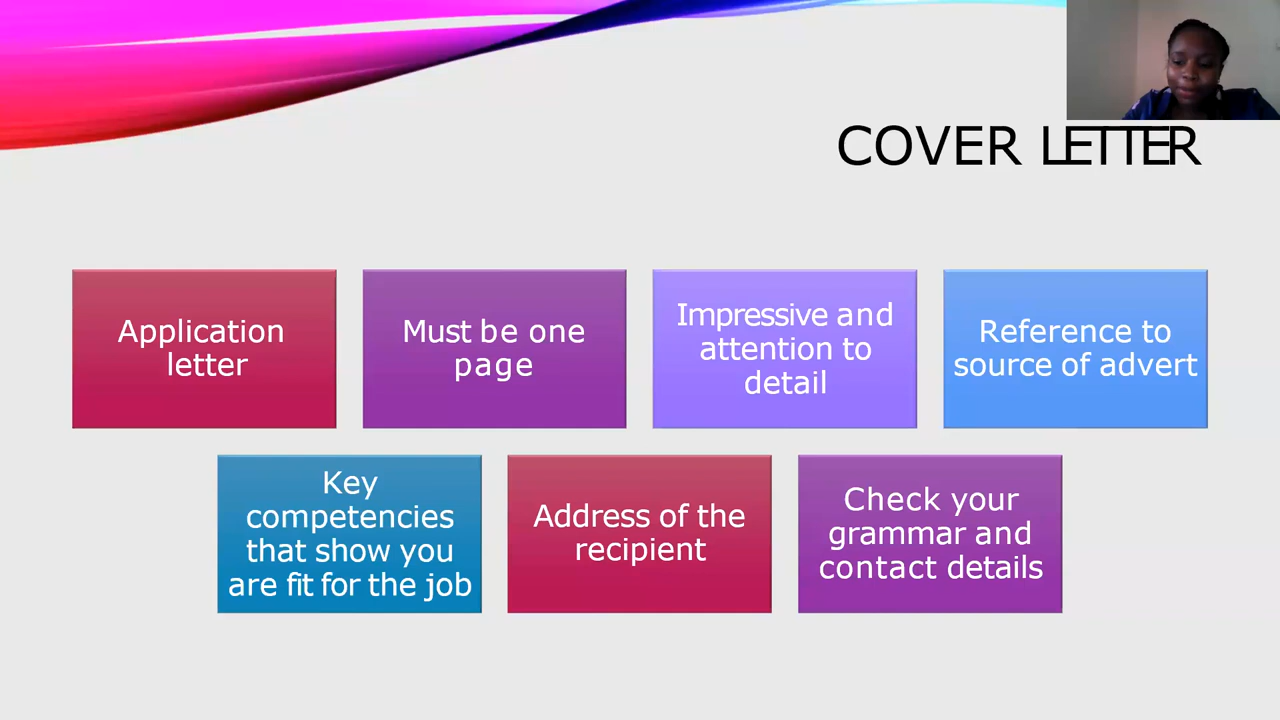 COVER LETTER
Application
letter
Must be one
page
Impressive and
attention to
detail
Reference to
source of advert
Key
competencies
that show you
are fit for the job
Address of the
recipient
Check your
grammar and
contact details